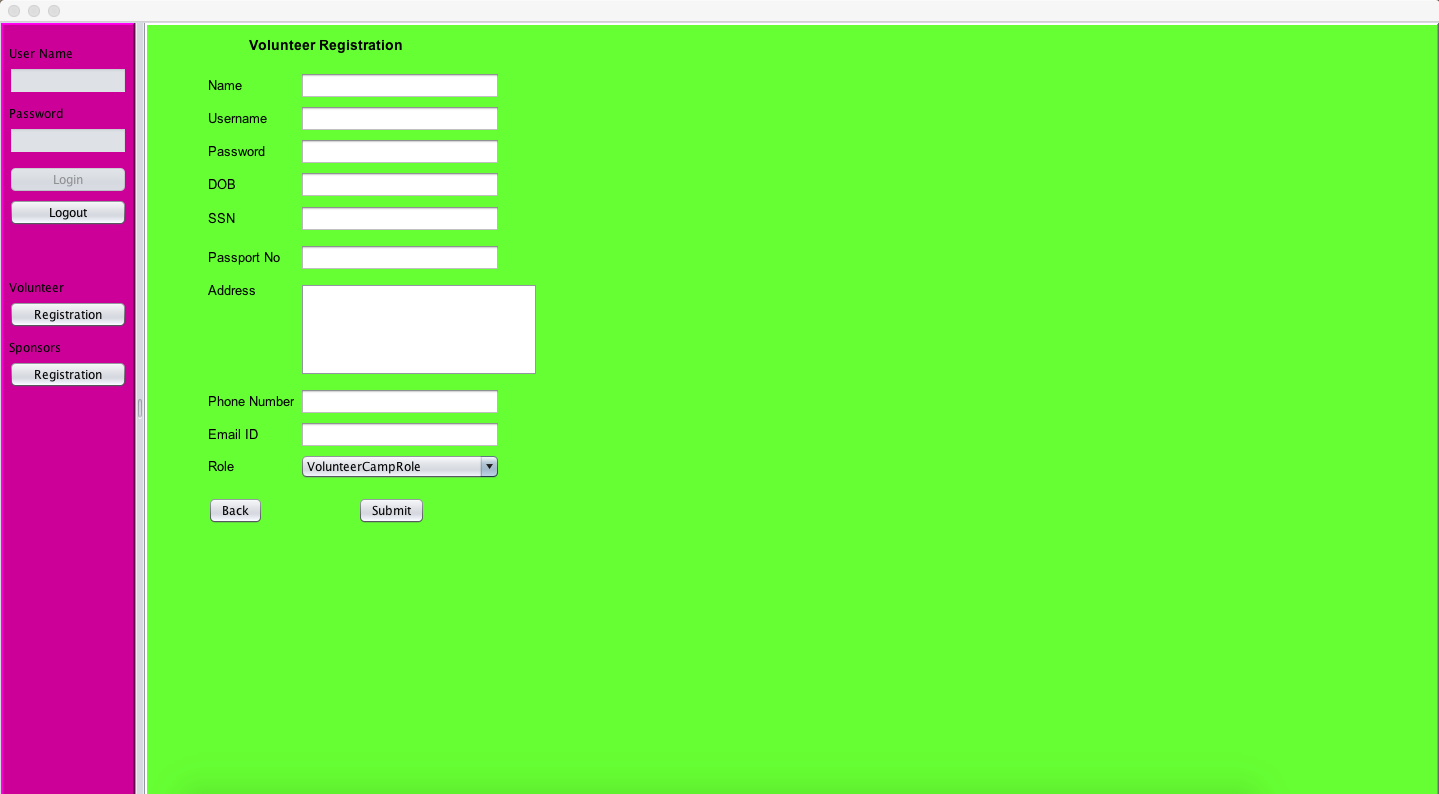 User Name
Password
Login
Logout
Volunteer
Registration
Sponsors
Registration
Volunteer Registration
Name
Username
Password
DOB
SSN
Passport No
Address
Phone Number
Email ID
Role VolunteerCampRole
Back Submit